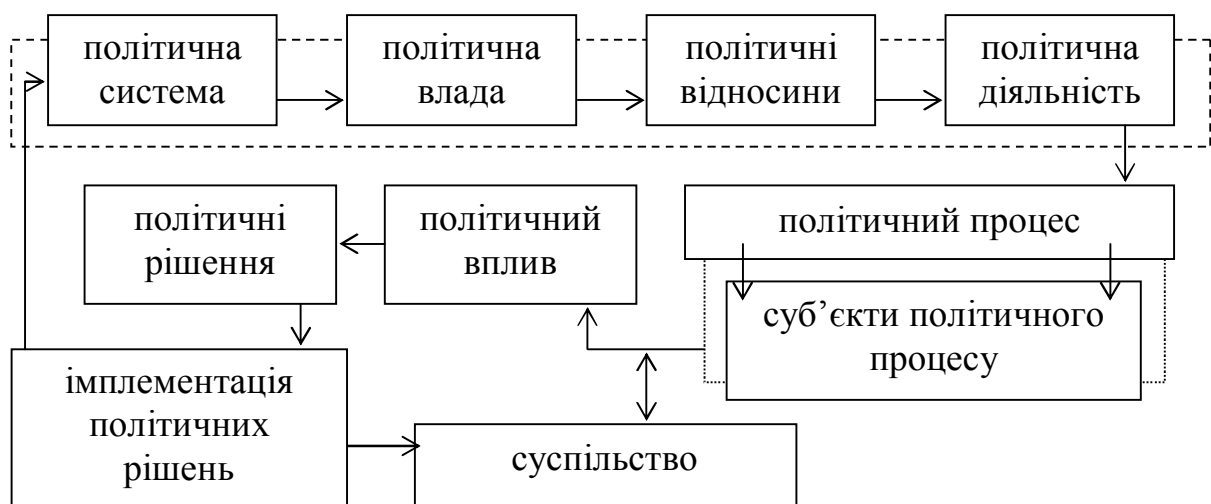 політична
система
політична
влада
політичні
відносини
політична
діяльність
політичні
рішення
політичний
вплив
політичний процес
суб’єкти політичного
процесу
імплементація
політичних
рішень
суспільство